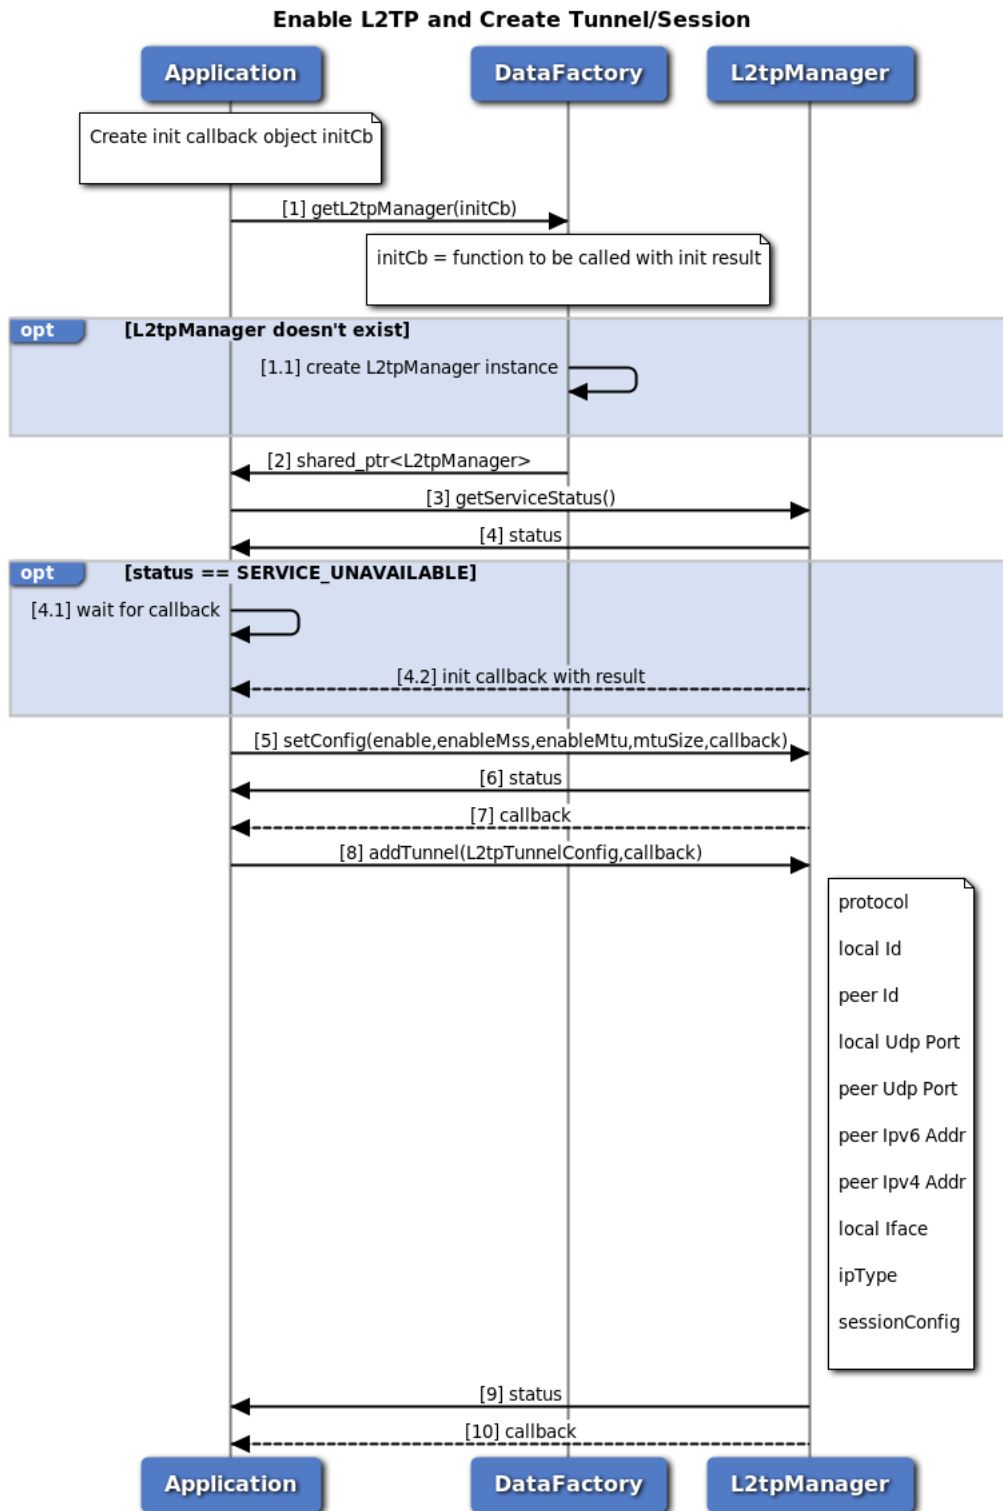 Enable L2TP and Create Tunnel/Session
Application
DataFactory
L2tpManager
Create init callback object initCb
[1] getL2tpManager(initCb)
initCb = function to be called with init result
opt
[L2tpManager doesn't exist]
[1.1] create L2tpManager instance
[2] shared_ptr<L2tpManager>
[3] getServiceStatus()
[4] status
opt
[status == SERVICE_UNAVAILABLE]
[4.1] wait for callback
[4.2] init callback with result
[5] setConfig(enable,enableMss,enableMtu,mtuSize,callback)
[6] status
[7] callback
[8] addTunnel(L2tpTunnelConfig,callback)
protocol
local Id
peer Id
local Udp Port
peer Udp Port
peer Ipv6 Addr
peer Ipv4 Addr
local Iface
ipType
sessionConfig
[9] status
[10] callback
Application
DataFactory
L2tpManager